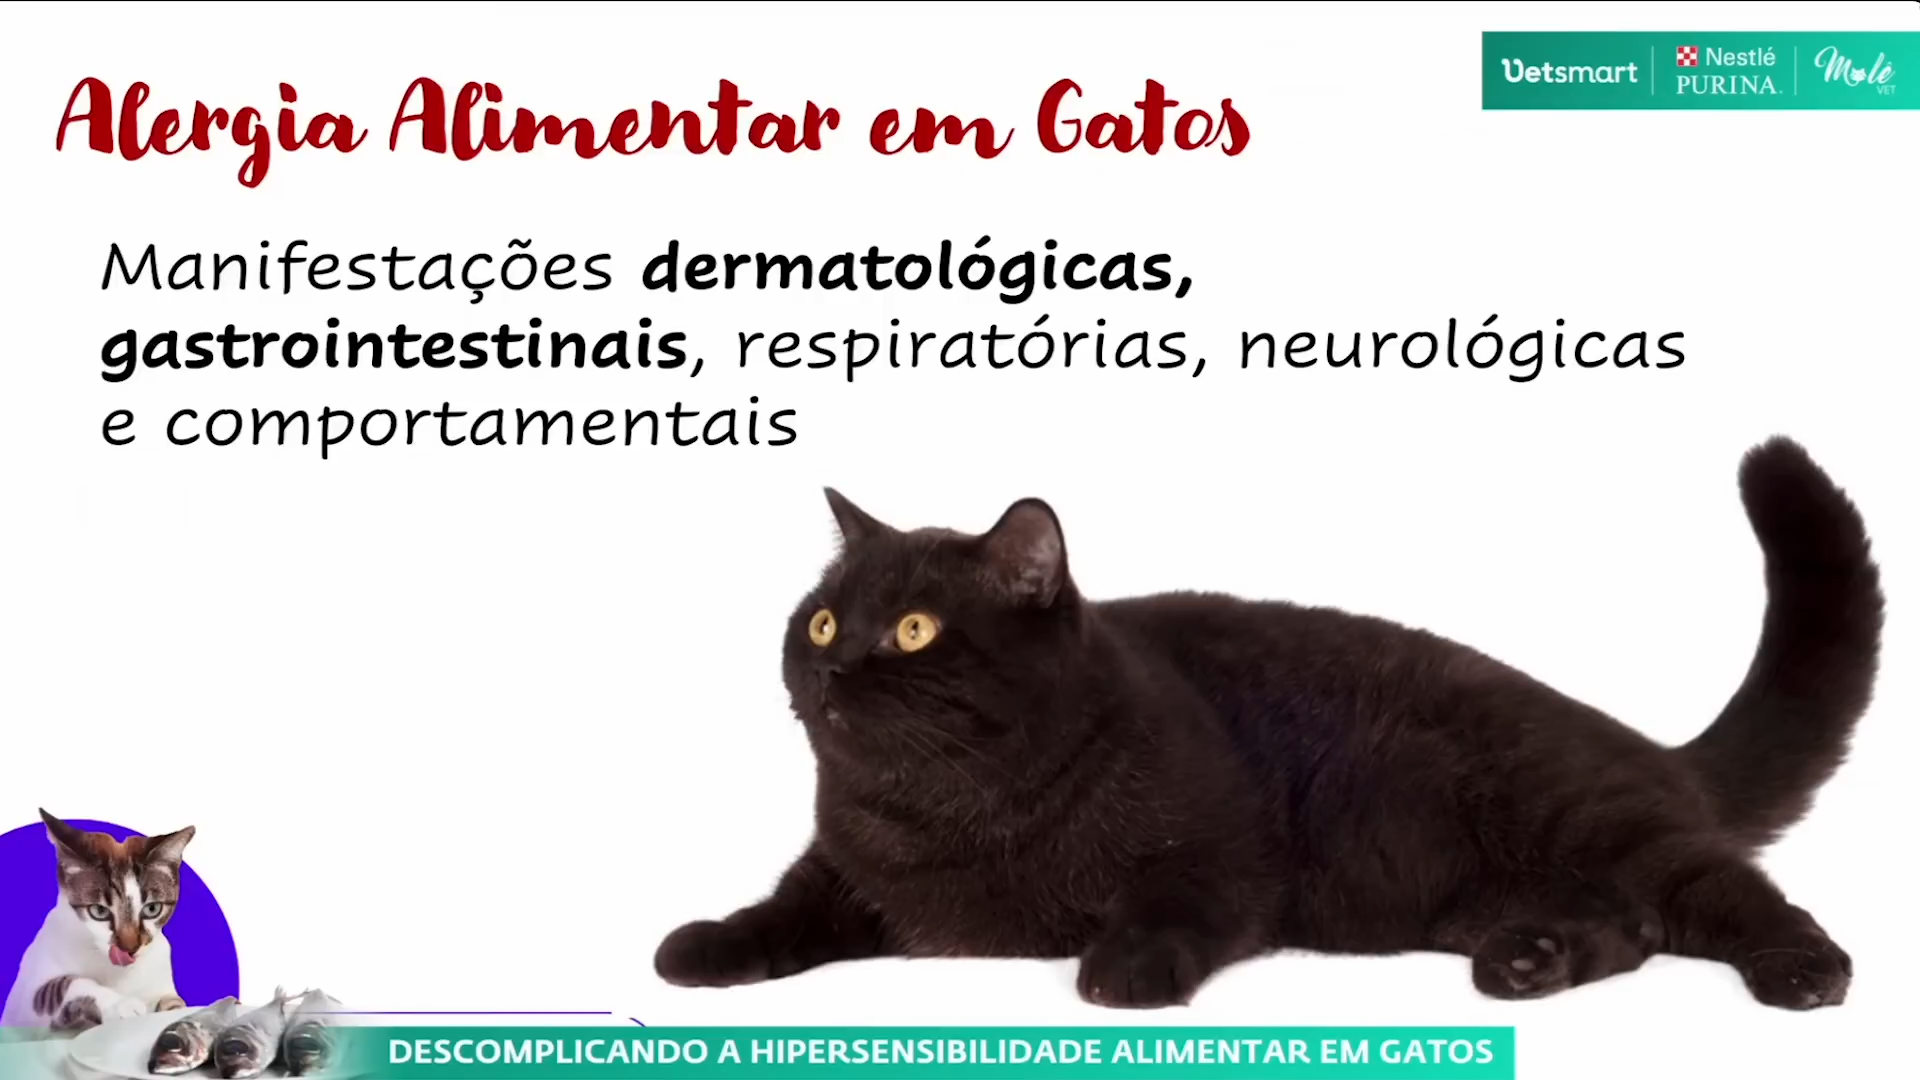 Vetsmart
Nestlé
PURINA
Molê
VET
Alergia Alimentar em Gatos
Manifestações dermatológicas,
gastrointestinais, respiratórias, neurológicas
e comportamentais
DESCOMPLICANDO A HIPERSENSIBILIDADE ALIMENTAR EM GATOS